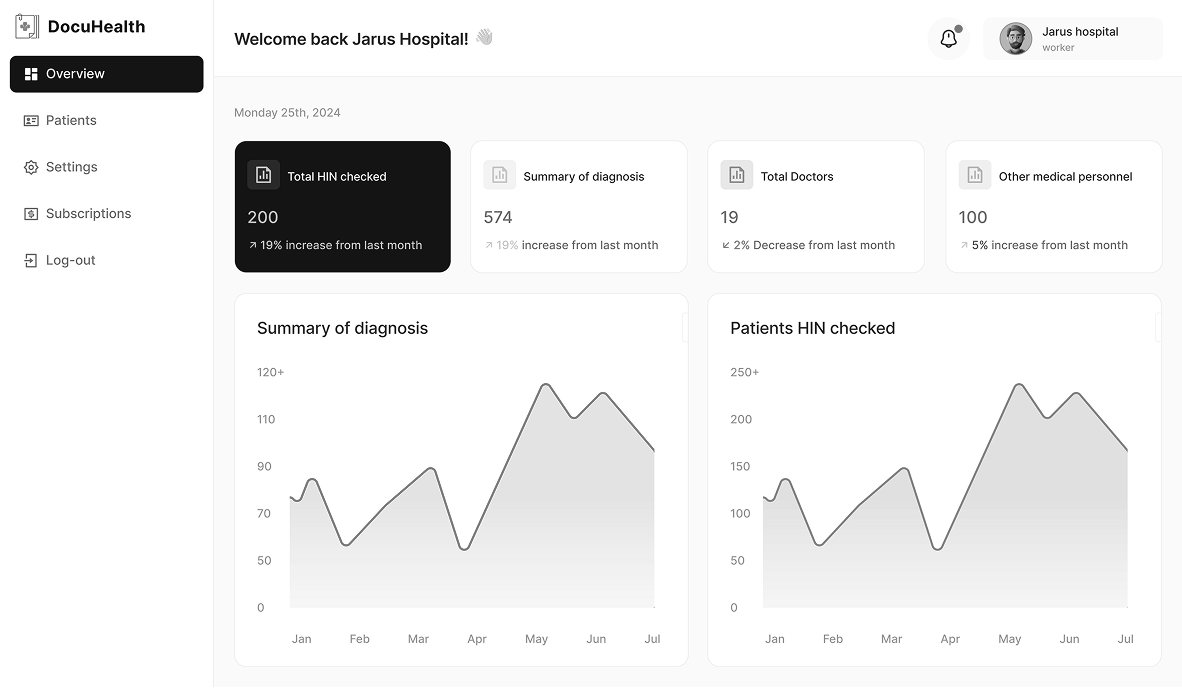 DocuHealth
Overview
Patients
Settings
Subscriptions
Log-out
Welcome back Jarus Hospital! 👋
Jarus hospital
worker
Monday 25th, 2024
Total HIN checked
200
19% increase from last month
Summary of diagnosis
574
19% increase from last month
Total Doctors
19
2% Decrease from last month
Other medical personnel
100
5% increase from last month
Summary of diagnosis
120+
110
90
70
50
0
Jan Feb Mar Apr May Jun Jul
Patients HIN checked
250+
200
150
100
50
0
Jan Feb Mar Apr May Jun Jul